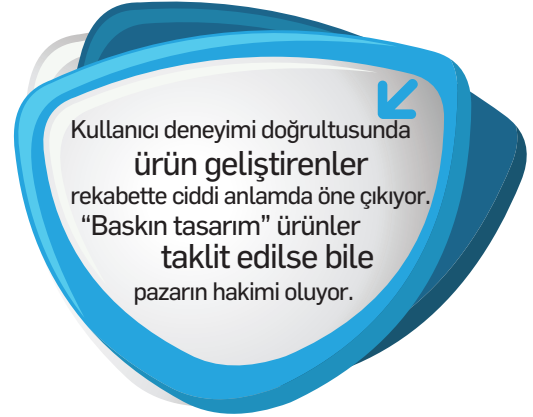 Kullanıcı deneyimi doğrultusunda
ürün geliştirenler
rekabette ciddi anlamda öne çıkıyor.
“Baskın tasarım” ürünler
taklit edilse bile
pazarın hakimi oluyor.